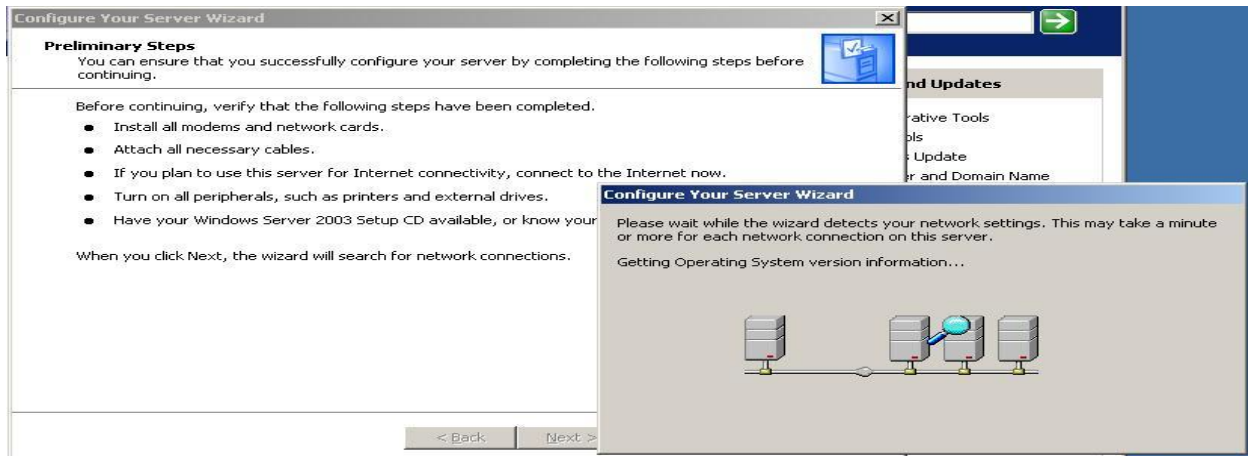 Configure Your Server Wizard
Preliminary Steps
You can ensure that you successfully configure your server by completing the following steps before
continuing.
Before continuing, verify that the following steps have been completed.
Install all modems and network cards.
Attach all necessary cables.
If you plan to use this server for Internet connectivity, connect to the Internet now.
Turn on all peripherals, such as printers and external drives.
Have your Windows Server 2003 Setup CD available, or know your
When you click Next, the wizard will search for network connections.
< Back
Next >
nd Updates
rative Tools
ols
Update
and Domain Name
Configure Your Server Wizard
Please wait while the wizard detects your network settings. This may take a minute
or more for each network connection on this server.
Getting Operating System version information...